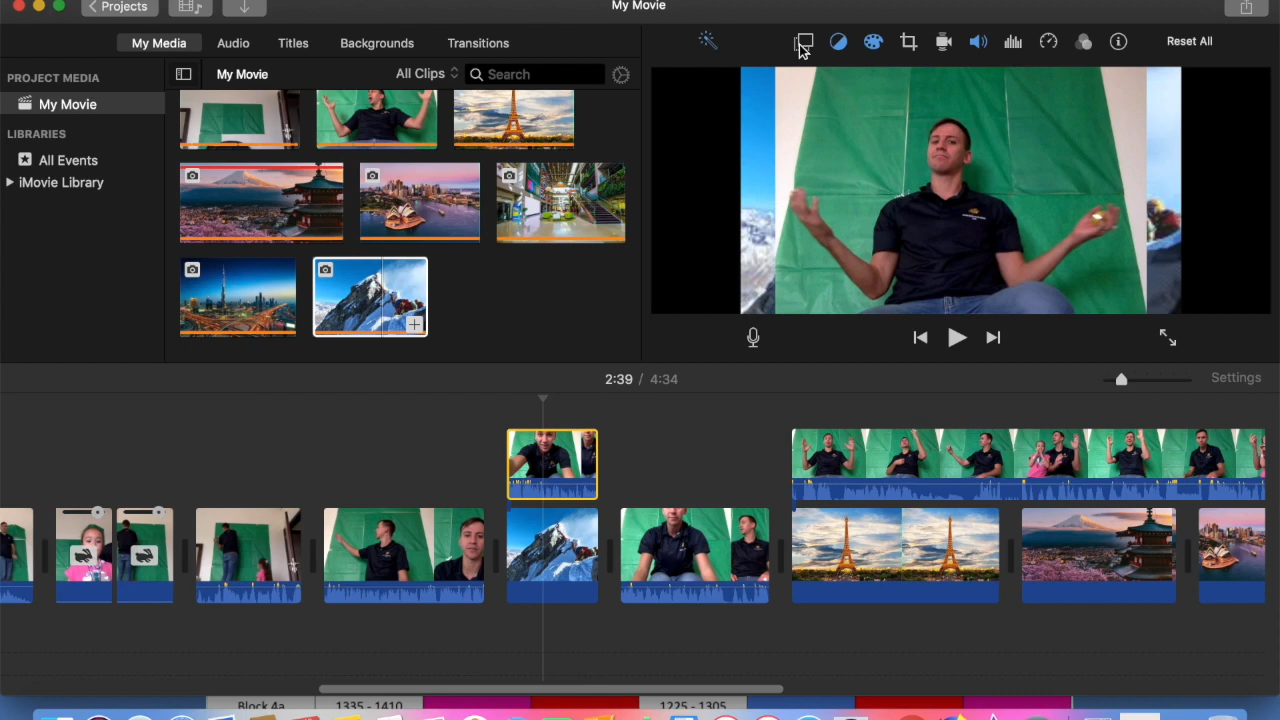 My Movie
Projects
My Media Audio Titles Backgrounds Transitions
Reset All
PROJECT MEDIA
My Movie
LIBRARIES
All Events
iMovie Library
My Movie All Clips Search
2:39 / 4:34 Settings
Block 4a 1335 - 1410 1225 - 1305